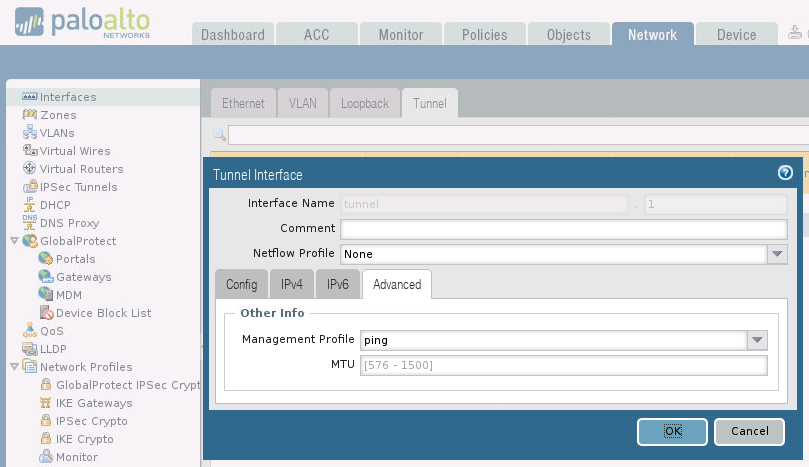 paloalto
NETWORKS
Dashboard ACC Monitor Policies Objects Network Device
Interfaces
Zones
VLANs
Virtual Wires
Virtual Routers
IPSec Tunnels
DHCP
DNS Proxy
GlobalProtect
Portals
Gateways
MDM
Device Block List
QoS
LLDP
Network Profiles
GlobalProtect IPSec Crypt
IKE Gateways
IPSec Crypto
IKE Crypto
Monitor
Ethernet VLAN Loopback Tunnel
Tunnel Interface
Interface Name tunnel . 1
Comment
Netflow Profile None
Config IPv4 IPv6 Advanced
Other Info
Management Profile ping
MTU [576 - 1500]
OK Cancel